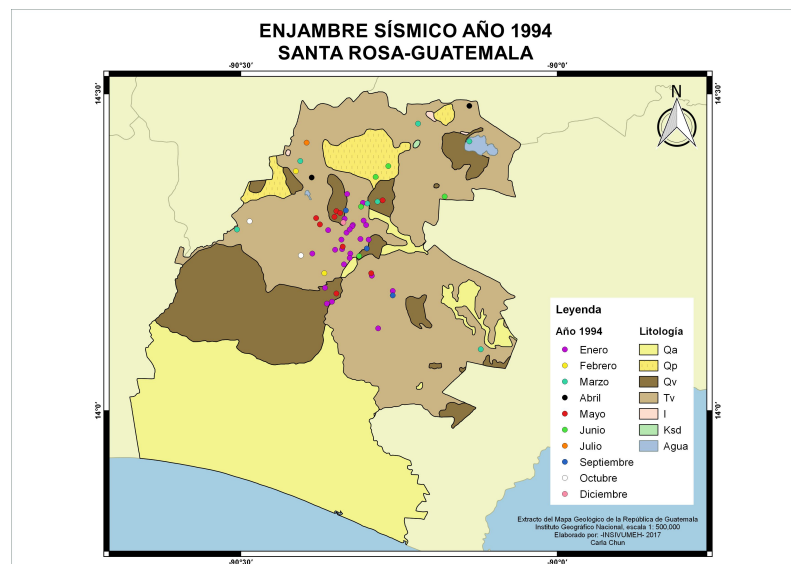 ENJAMBRE SÍSMICO AÑO 1994
SANTA ROSA-GUATEMALA
-90°30' -90°0'
14°30' 14°30'
N
Leyenda
Año 1994 Litología
Enero Qa
Febrero Qp
Marzo Qv
Abril Tv
Mayo I
Junio Ksd
Julio Agua
Septiembre
Octubre
Diciembre
14°0' 14°0'
Extracto del Mapa Geológico de la República de Guatemala
Instituto Geográfico Nacional, escala 1: 500,000
Elaborado por: -INSIVUMEH- 2017
Carla Chun
-90°30' -90°0'